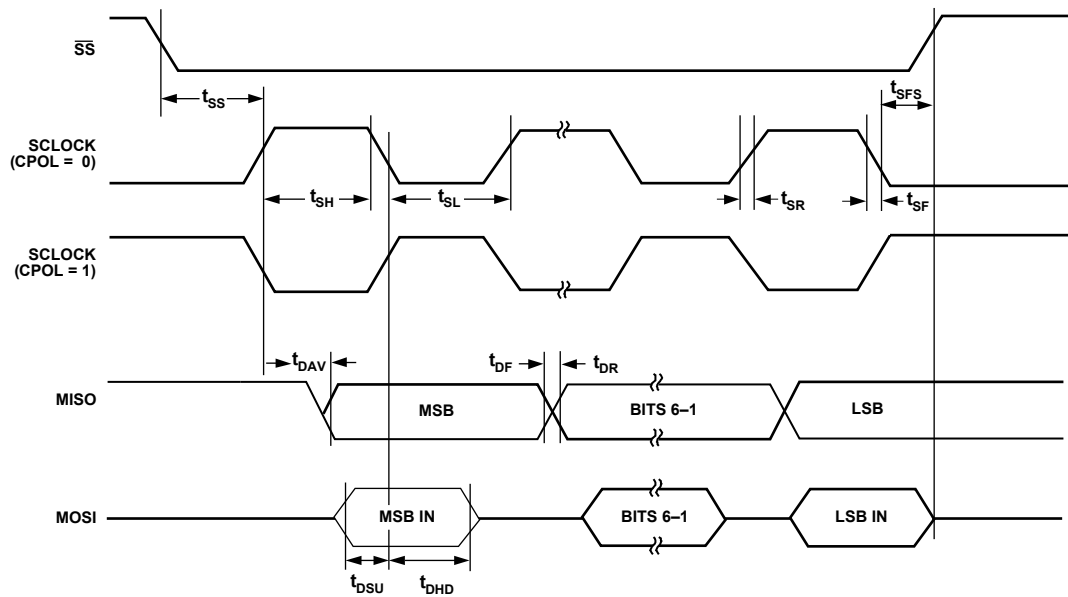 SS
tSS
tSFS
SCLOCK
(CPOL = 0)
tSH
tSL
tSR
tSF
SCLOCK
(CPOL = 1)
tDAV
tDF
tDR
MISO
MSB
BITS 6–1
LSB
MOSI
MSB IN
BITS 6–1
LSB IN
tDSU
tDHD